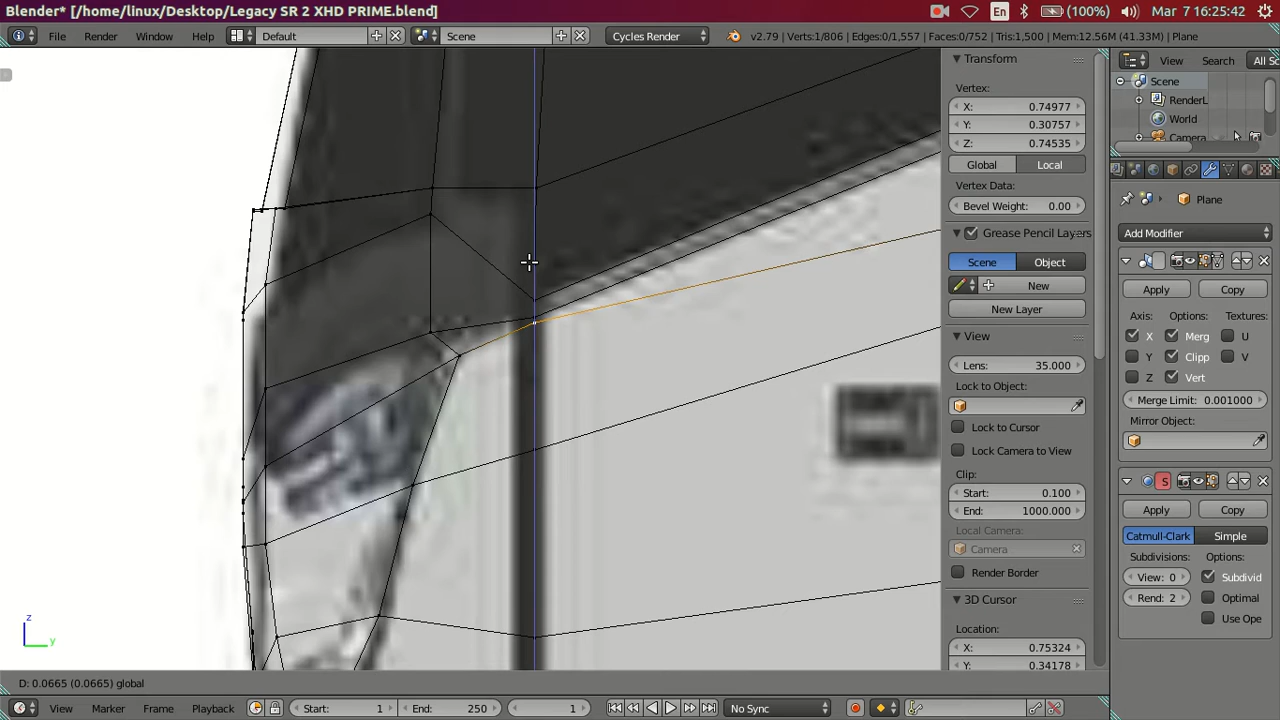 Blender* [/home/linux/Desktop/Legacy SR 2 XHD PRIME.blend]
En
(100%)
Mar 7 16:25:42
File
Render
Window
Help
Default
Scene
Cycles Render
v2.79 | Verts:1/806 | Edges:0/1,557 | Faces:0/752 | Tris:1,500 | Mem:12.56M (41.33M) | Plane
Transform
Vertex:
X: 0.74977
Y: 0.30757
Z: 0.74535
Global
Local
Vertex Data:
Bevel Weight: 0.00
Grease Pencil Layers
Scene
Object
New
New Layer
View
Lens: 35.000
Lock to Object:
Lock to Cursor
Lock Camera to View
Clip:
Start: 0.100
End: 1000.000
Local Camera:
Camera
Render Border
3D Cursor
Location:
X: 0.75324
Y: 0.34178
View
Search
All Sc
Scene
RenderL
World
Camera
Plane
Add Modifier
Apply
Copy
Axis:
Options:
Textures:
X
Merg
U
Y
Clipp
V
Z
Vert
Merge Limit: 0.001000
Mirror Object:
S
Apply
Copy
Catmull-Clark
Simple
Subdivisions:
Options:
View: 0
Subdivid
Rend: 2
Optimal
Use Ope
z
y
D: 0.0665 (0.0665) global
View
Marker
Frame
Playback
Start: 1
End: 250
1
No Sync